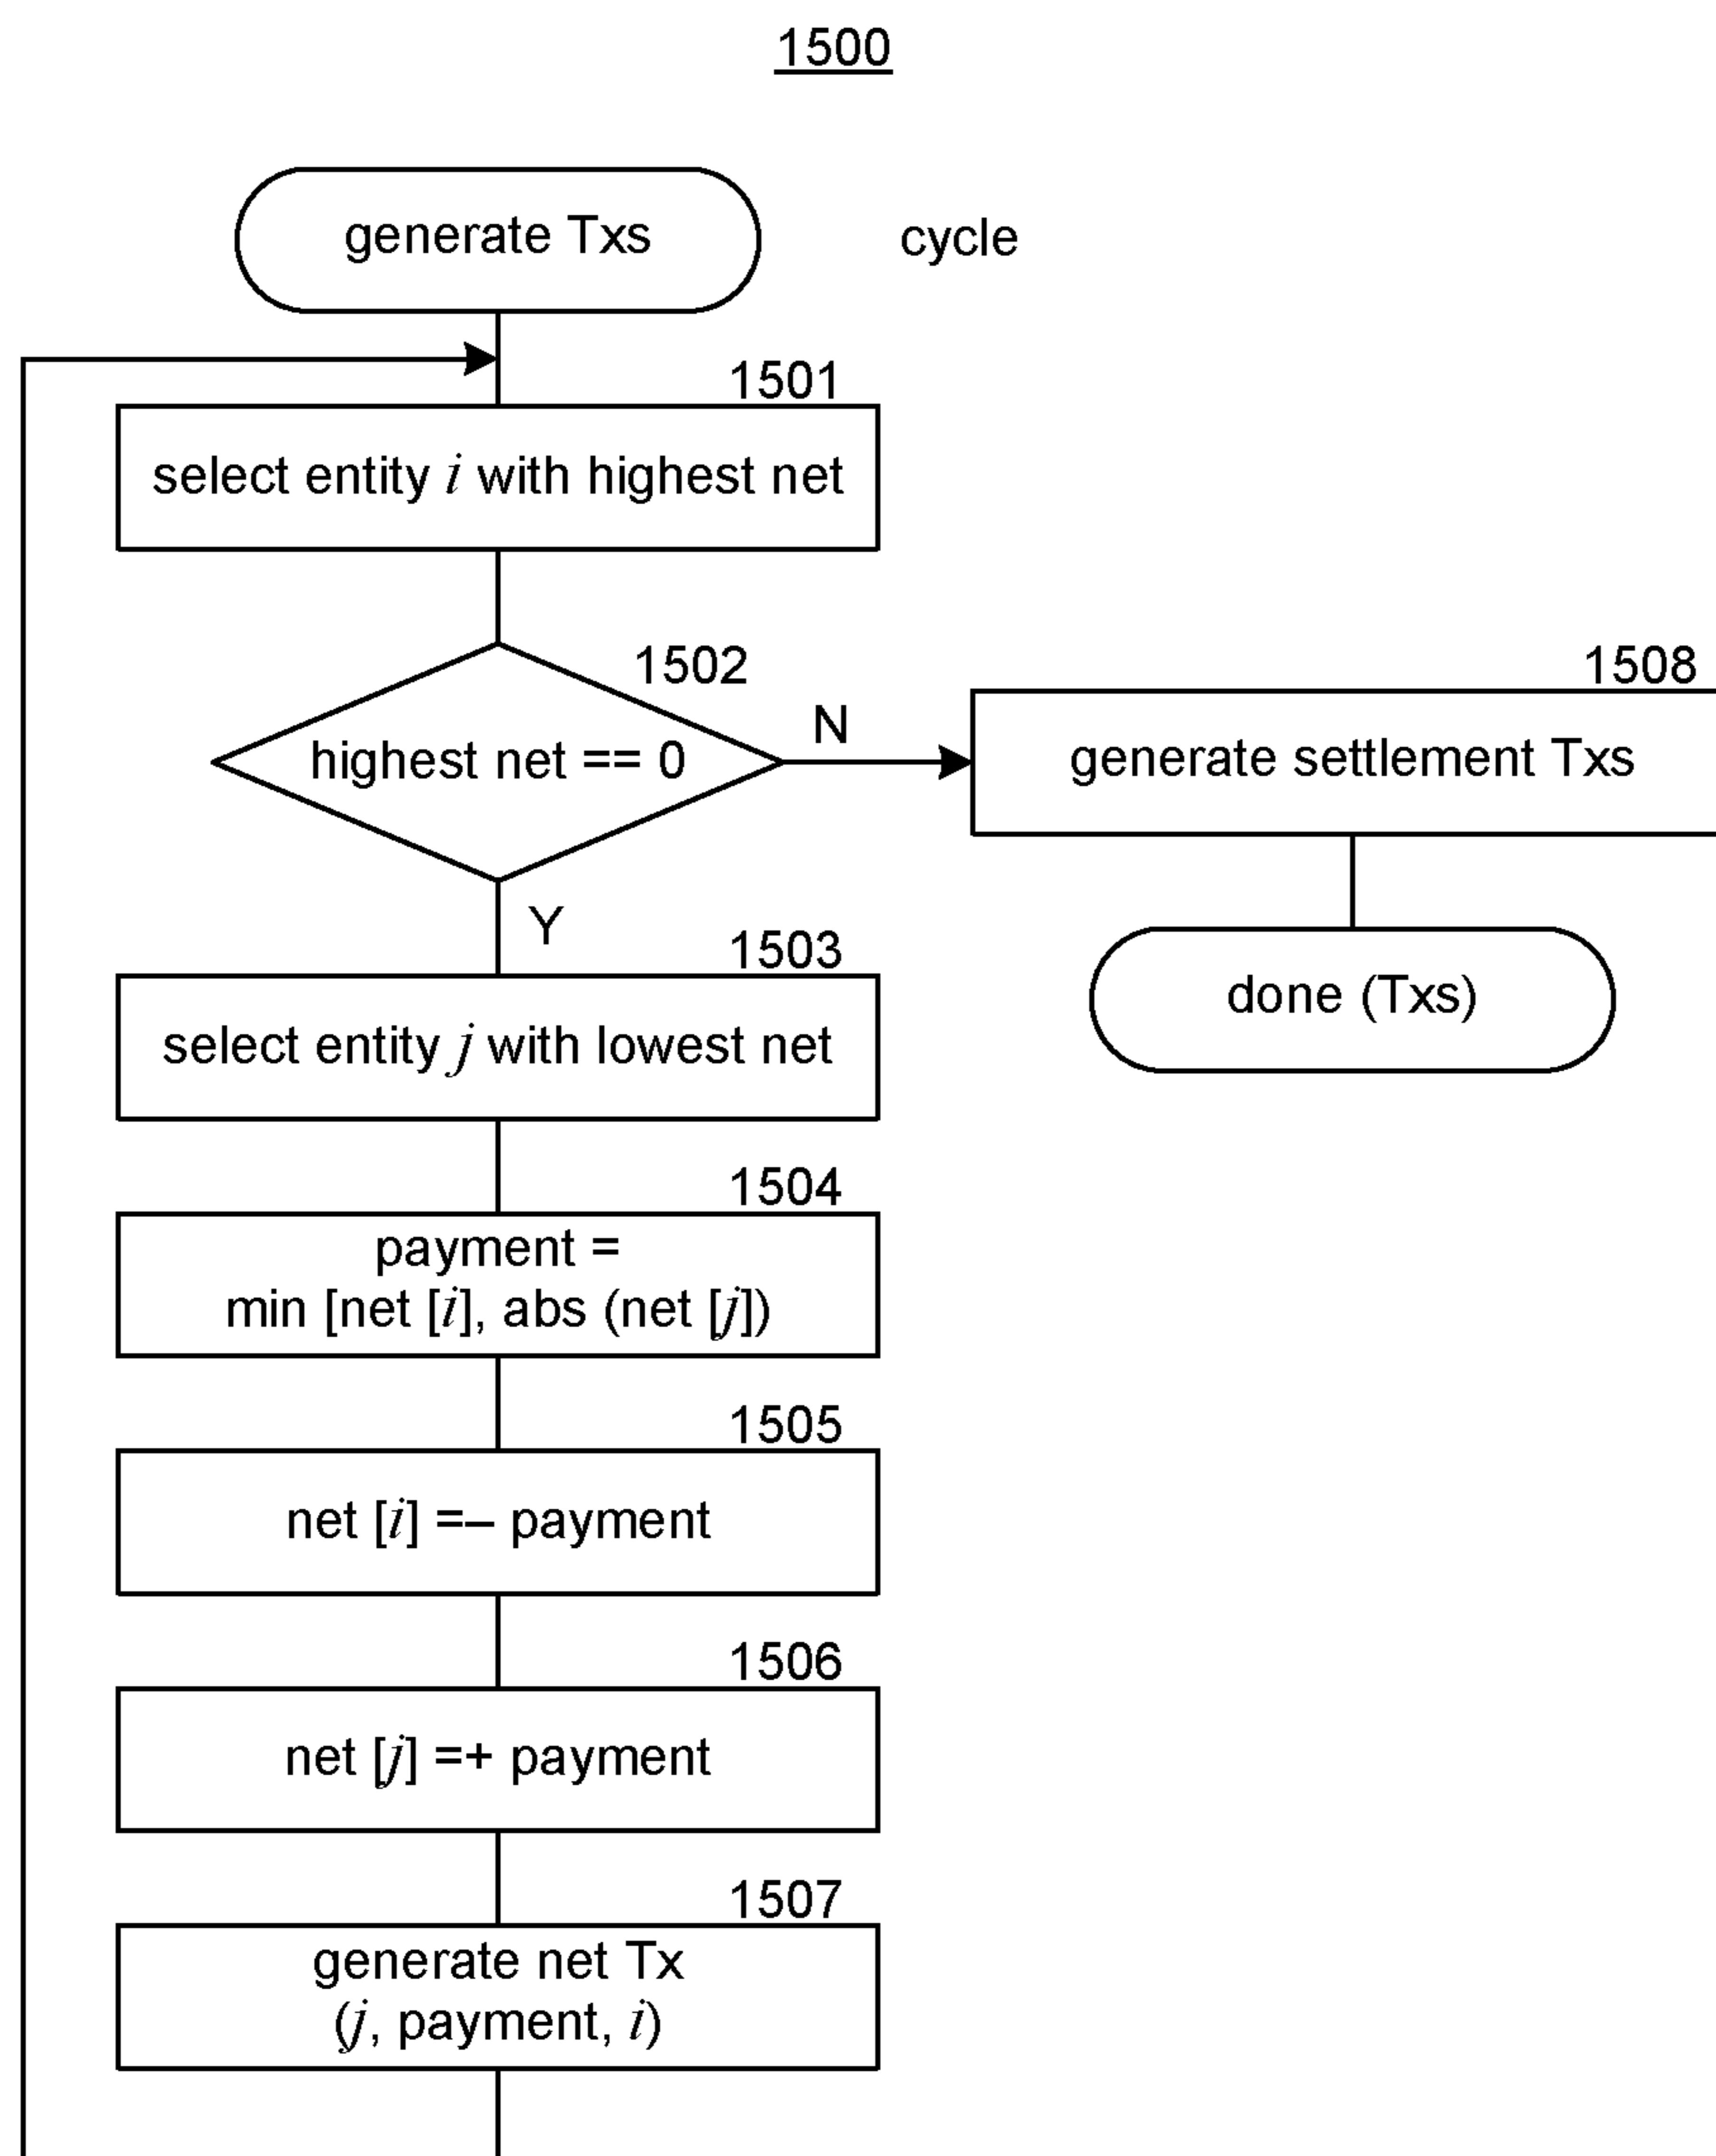 1500
generate Txs
cycle
1501
select entity i with highest net
1502
highest net == 0
N
1508
generate settlement Txs
Y
done (Txs)
1503
select entity j with lowest net
1504
payment =
min [net [i], abs (net [j])
1505
net [i] =– payment
1506
net [j] =+ payment
1507
generate net Tx
(j, payment, i)